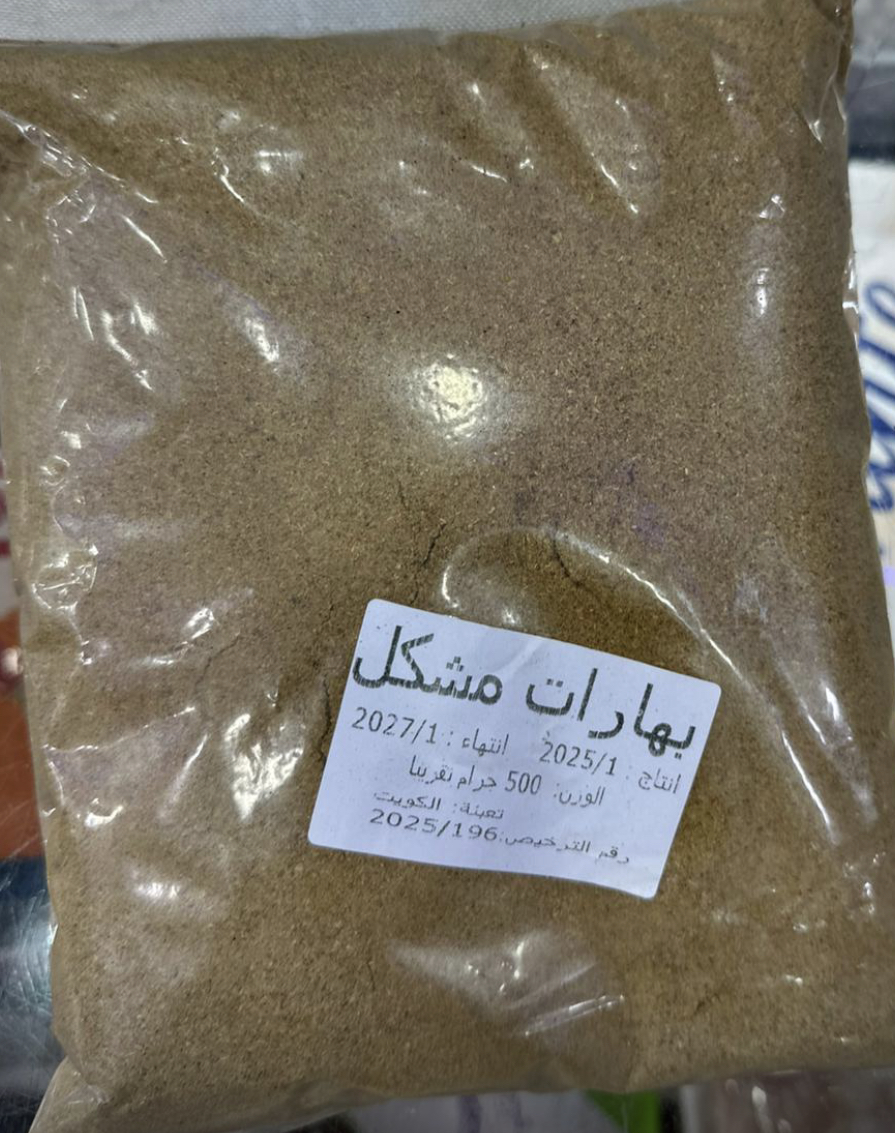 بهارات مشكل
انتاج : 2025/1 انتهاء : 2027/1
الوزن: 500 جرام تقريبا
تعبئة: الكويت
رقم الترخيص:2025/196